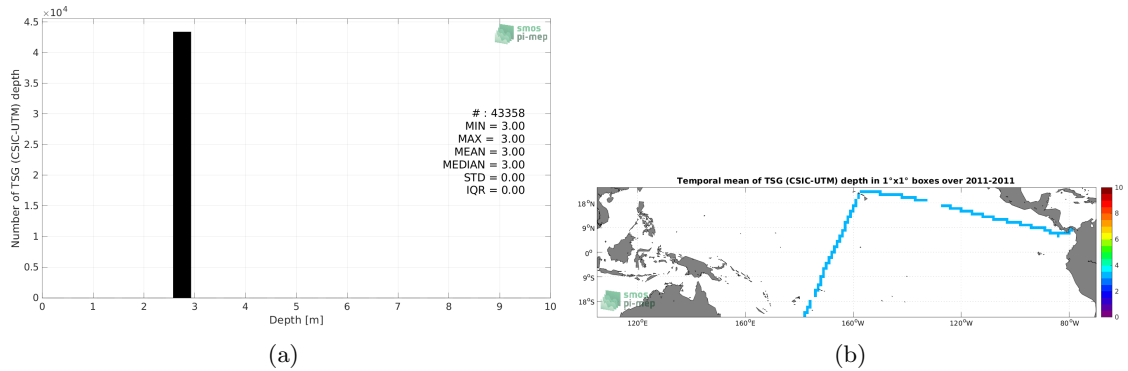 ×10⁴
4.5
4
3.5
3
2.5
2
1.5
1
0.5
0
Number of TSG (CSIC-UTM) depth
smos
pi-mep
# : 43358
MIN = 3.00
MAX = 3.00
MEAN = 3.00
MEDIAN = 3.00
STD = 0.00
IQR = 0.00
0 1 2 3 4 5 6 7 8 9 10
Depth [m]
(a)
Temporal mean of TSG (CSIC-UTM) depth in 1°x1° boxes over 2011-2011
18°N
9°N
0°
9°S
18°S
smos
pi-mep
120°E 160°E 160°W 120°W 80°W
10
8
6
4
2
0
(b)